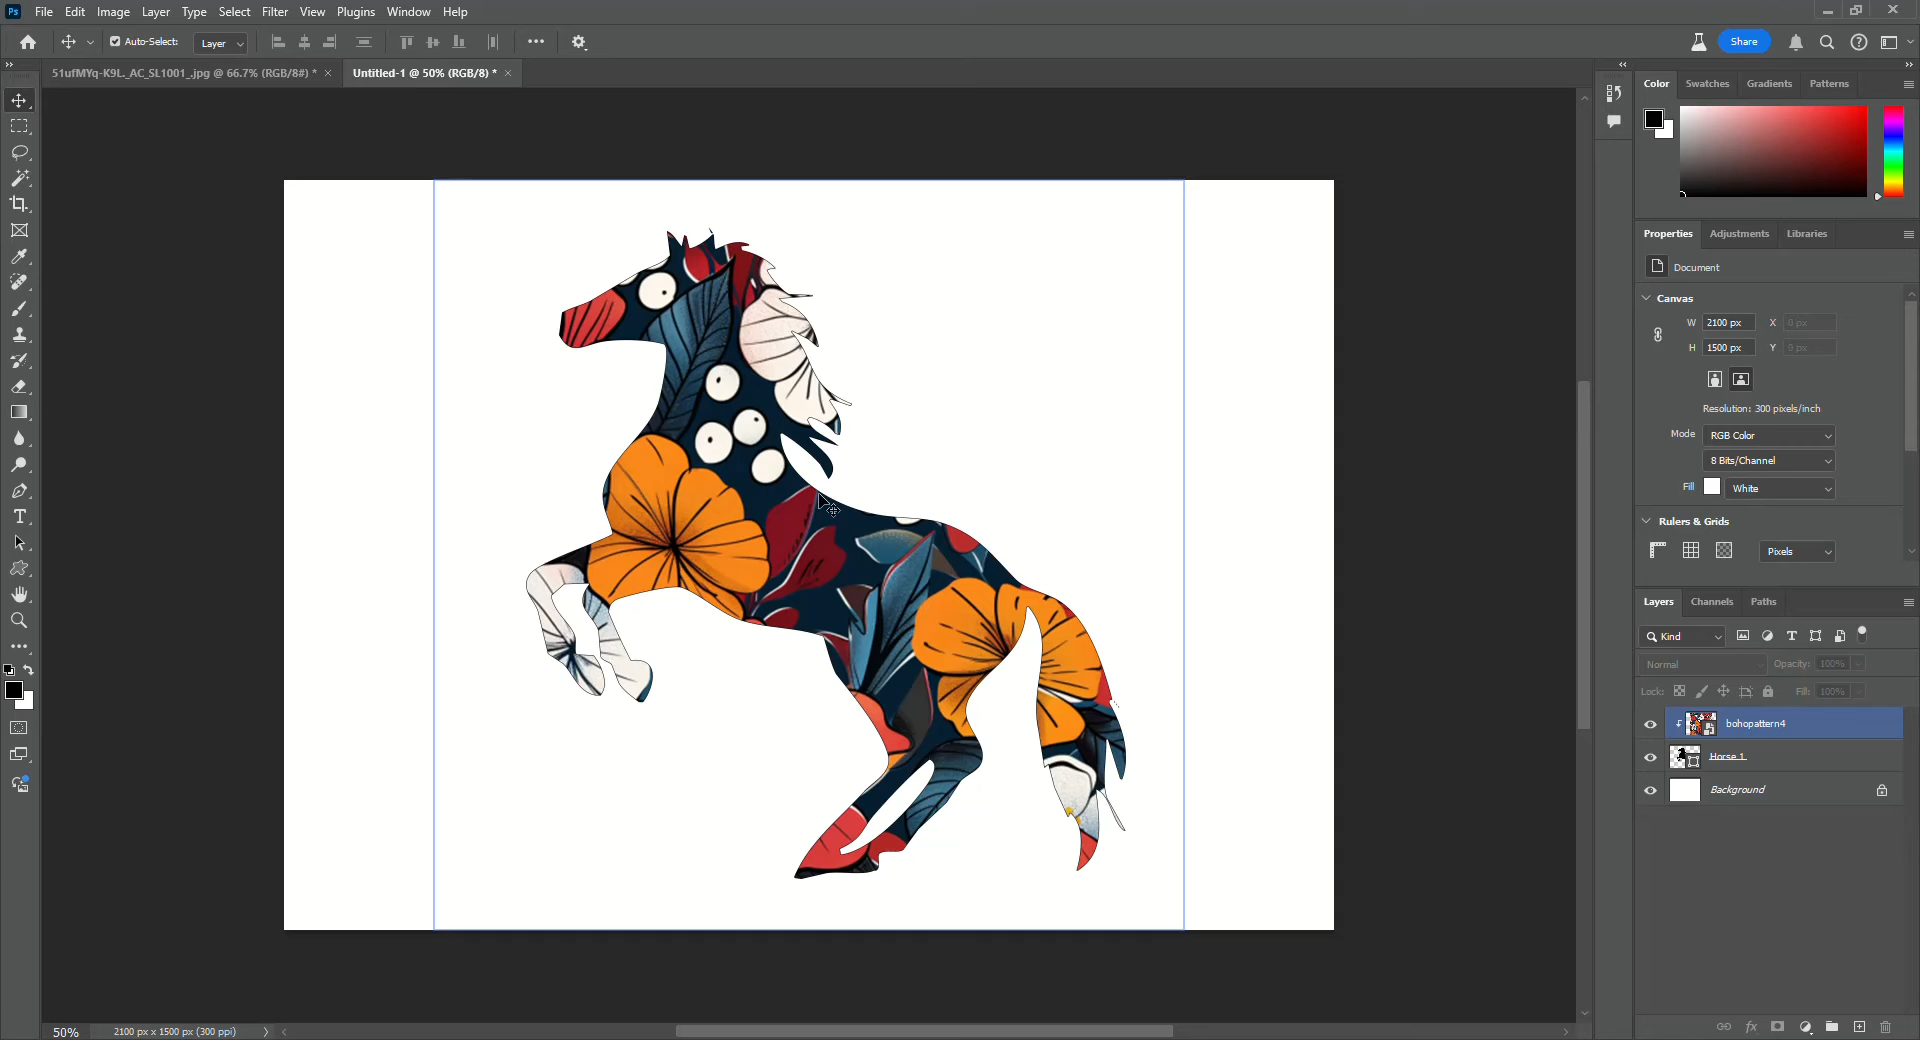 Ps File Edit Image Layer Type Select Filter View Plugins Window Help
Auto-Select: Layer
Share
51ufMYq-K9L._AC_SL1001_.jpg @ 66.7% (RGB/8#) * × Untitled-1 @ 50% (RGB/8) * ×
Color Swatches Gradients Patterns
Properties Adjustments Libraries
Document
Canvas
W 2100 px X 0 px
H 1500 px Y 0 px
Resolution: 300 pixels/inch
Mode RGB Color
8 Bits/Channel
Fill White
Rulers & Grids
Pixels
Layers Channels Paths
Kind
Normal Opacity: 100%
Lock: Fill: 100%
bohopattern4
Horse 1
Background
fx
50% 2100 px x 1500 px (300 ppi)